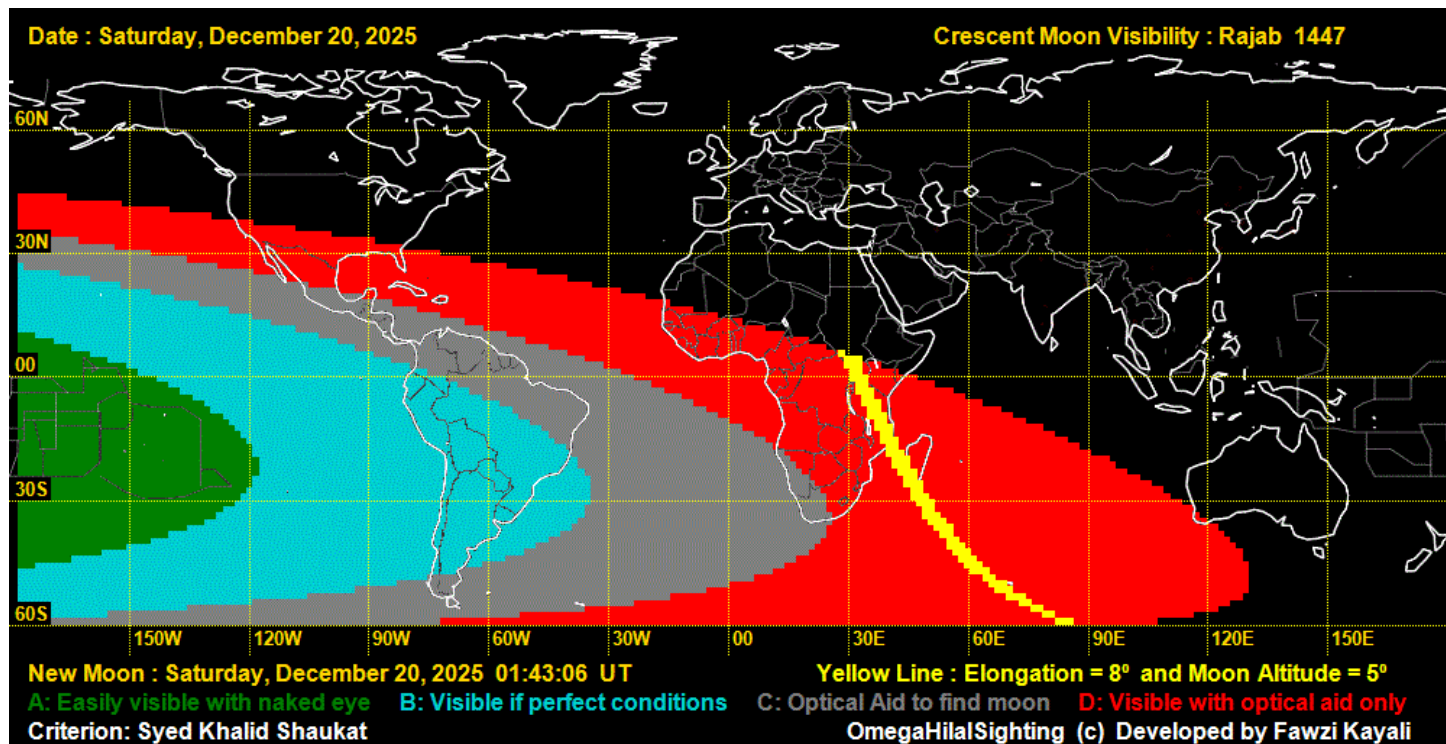 Date : Saturday, December 20, 2025
Crescent Moon Visibility : Rajab 1447
60N
30N
00
30S
60S
150W 120W 90W 60W 30W 00 30E 60E 90E 120E 150E
New Moon : Saturday, December 20, 2025 01:43:06 UT
Yellow Line : Elongation = 8º and Moon Altitude = 5º
A: Easily visible with naked eye B: Visible if perfect conditions C: Optical Aid to find moon D: Visible with optical aid only
Criterion: Syed Khalid Shaukat
OmegaHilalSighting (c) Developed by Fawzi Kayali